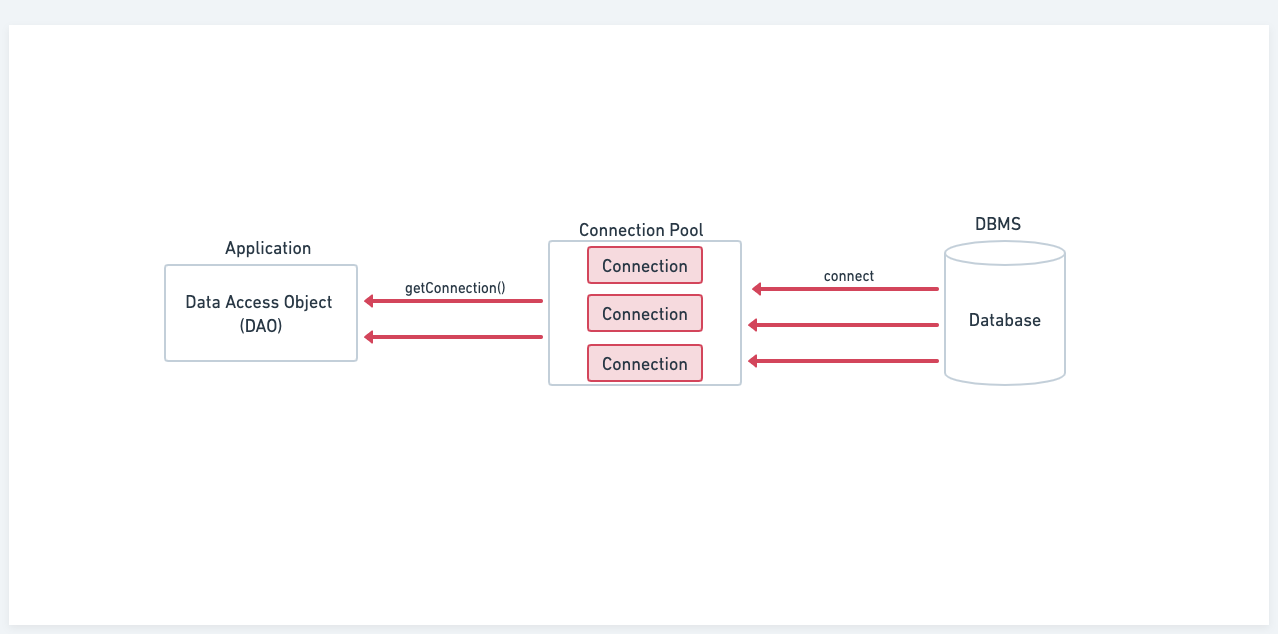 Application
Data Access Object
(DAO)
getConnection()
Connection Pool
Connection
Connection
Connection
connect
DBMS
Database